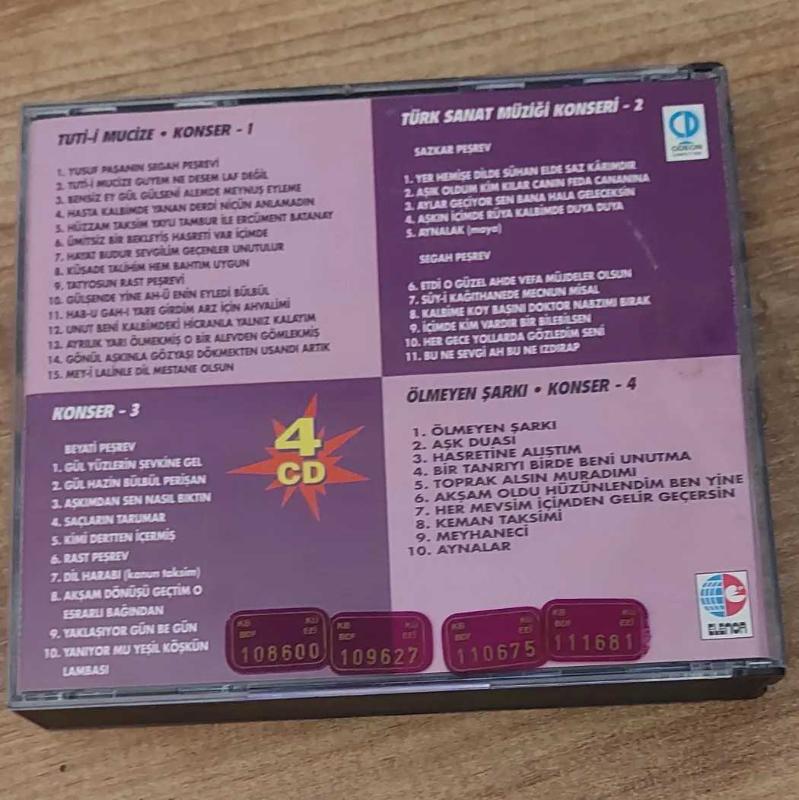 TUTİ-İ MUCİZE • KONSER - 1
1. YUSUF PAŞANIN SEGAH PEŞREVİ
2. TUTİ-İ MUCİZE GUYEM NE DESEM LAF DEĞİL
3. BENSİZ EY GÜL GÜLŞENİ ALEMDE MEYNUŞ EYLEME
4. HASTA KALBİMDE YANAN DERDİ NİÇÜN ANLAMADIN
5. HÜZZAM TAKSİM YAYLI TAMBUR İLE ERCÜMENT BATANAY
6. ÜMİTSİZ BİR BEKLEYİŞ HASRETİ VAR İÇİMDE
7. HAYAT BUDUR SEVGİLİM GEÇENLER UNUTULUR
8. KÜŞADE TALİHİM HEM BAHTIM UYGUN
9. TATYOSUN RAST PEŞREVİ
10. GÜLŞENDE YİNE AH-Ü ENİN EYLEDİ BÜLBÜL
11. HAB-U GAH-I YARE GİRDİM ARZ İÇİN AHVALİMİ
12. UNUT BENİ KALBİMDEKİ HİCRANLA YALNIZ KALAYIM
13. AYRILIK YARI ÖLMEKMİŞ O BİR ALEVDEN GÖMLEKMİŞ
14. GÖNÜL AŞKINLA GÖZYAŞI DÖKMEKTEN USANDI ARTIK
15. MEY-İ LALİNLE DİL MESTANE OLSUN
TÜRK SANAT MÜZİĞİ KONSERİ - 2
CD
ODEON
SAZKAR PEŞREV
1. YER HEMİŞE DİLDE SÜHAN ELDE SAZ KÂRIMDIR
2. AŞIK OLDUM KİM KILAR CANIN FEDA CANANINA
3. AYLAR GEÇİYOR SEN BANA HALA GELECEKSİN
4. AŞKIN İÇİMDE RÜYA KALBİMDE DUYA DUYA
5. AYNALAK (maya)
SEGAH PEŞREV
6. ETDİ O GÜZEL AHDE VEFA MÜJDELER OLSUN
7. SÜY-İ KAĞITHANEDE MECNUN MİSAL
8. KALBİME KOY BAŞINI DOKTOR NABZIMI BIRAK
9. İÇİMDE KİM VARDIR BİR BİLEBİLSEN
10. HER GECE YOLLARDA GÖZLEDİM SENİ
11. BU NE SEVGİ AH BU NE IZDIRAP
KONSER - 3
BEYATİ PEŞREV
1. GÜL YÜZLERİN ŞEVKİNE GEL
2. GÜL HAZİN BÜLBÜL PERİŞAN
3. AŞKIMDAN SEN NASIL BIKTIN
4. SAÇLARIN TARUMAR
5. KİMİ DERTTEN İÇERMİŞ
6. RAST PEŞREV
7. DİL HARABI (kanun taksim)
8. AKŞAM DÖNÜŞÜ GEÇTİM O
ESRARLI BAĞINDAN
9. YAKLAŞIYOR GÜN BE GÜN
10. YANIYOR MU YEŞİL KÖŞKÜN
LAMBASI
4
CD
ÖLMEYEN ŞARKI • KONSER - 4
1. ÖLMEYEN ŞARKI
2. AŞK DUASI
3. HASRETİNE ALIŞTIM
4. BİR TANRIYI BİRDE BENİ UNUTMA
5. TOPRAK ALSIN MURADIMI
6. AKŞAM OLDU HÜZÜNLENDİM BEN YİNE
7. HER MEVSİM İÇİMDEN GELİR GEÇERSİN
8. KEMAN TAKSİMİ
9. MEYHANECİ
10. AYNALAR
ELENOR
KB
BDF
108600
KB
BDF
109627
KB
BDF
110675
KB
BDF
111681